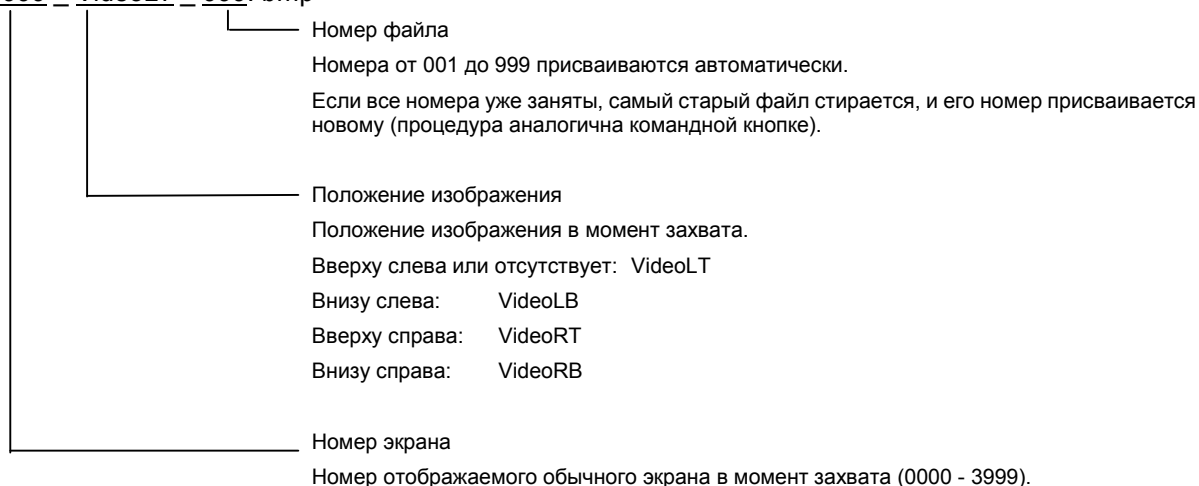 Номер файла
Номера от 001 до 999 присваиваются автоматически.
Если все номера уже заняты, самый старый файл стирается, и его номер присваивается
новому (процедура аналогична командной кнопке).
Положение изображения
Положение изображения в момент захвата.
Вверху слева или отсутствует: VideoLT
Внизу слева: VideoLB
Вверху справа: VideoRT
Внизу справа: VideoRB
Номер экрана
Номер отображаемого обычного экрана в момент захвата (0000 - 3999).